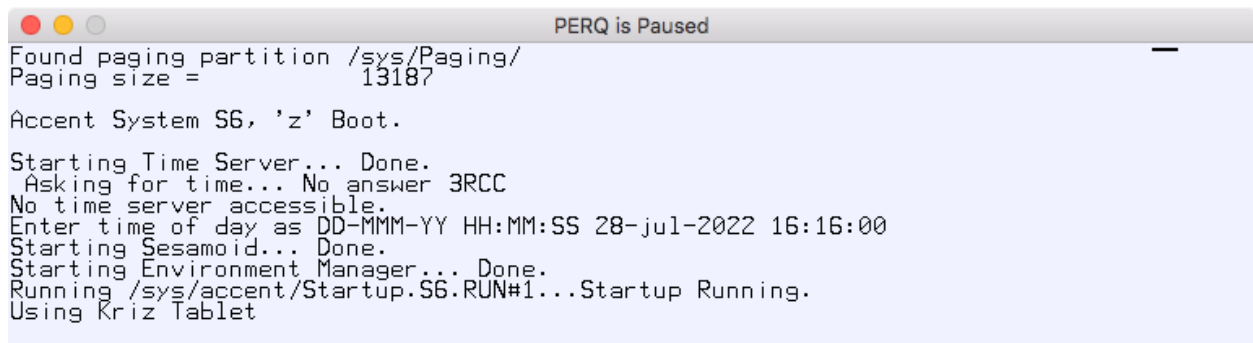 PERQ is Paused
Found paging partition /sys/Paging/
Paging size =           13187
Accent System S6, 'z' Boot.
Starting Time Server... Done.
 Asking for time... No answer 3RCC
No time server accessible.
Enter time of day as DD-MMM-YY HH:MM:SS 28-jul-2022 16:16:00
Starting Sesamoid... Done.
Starting Environment Manager... Done.
Running /sys/accent/Startup.S6.RUN#1...Startup Running.
Using Kriz Tablet